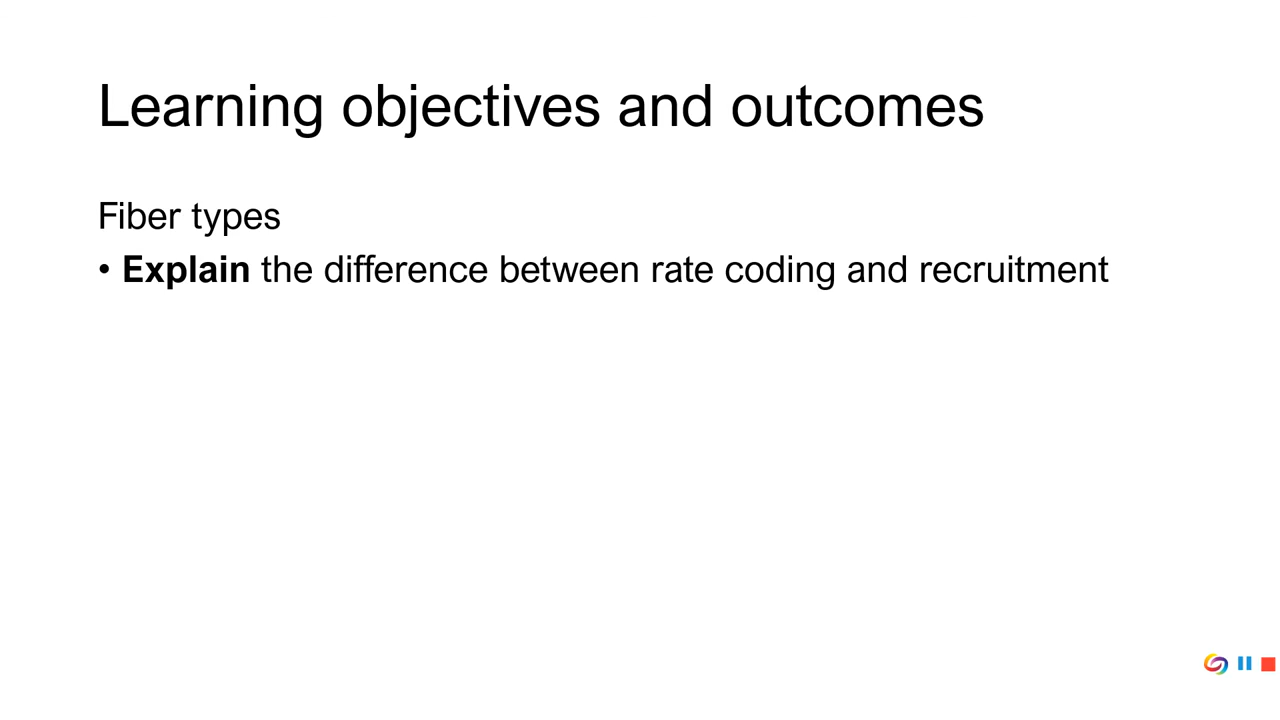 Learning objectives and outcomes
Fiber types
• Explain the difference between rate coding and recruitment